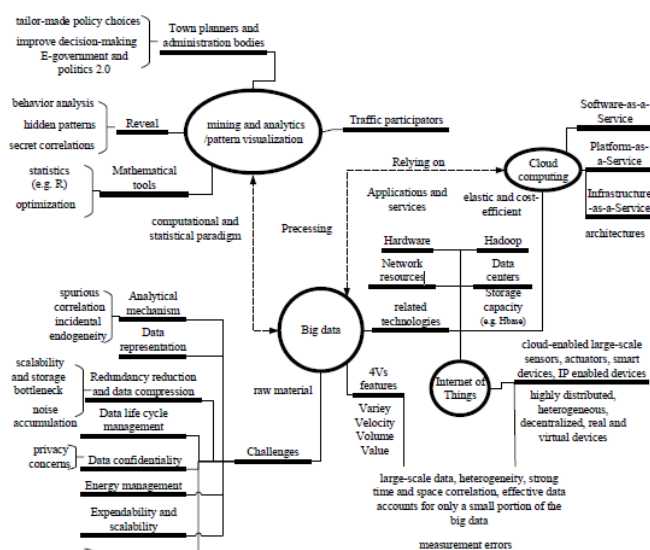 tailor-made policy choices
improve decision-making
E-government and
politics 2.0
Town planners and
administration bodies
behavior analysis
hidden patterns
secret correlations
Reveal
mining and analytics
/pattern visualization
Traffic participators
statistics
(e.g. R)
optimization
Mathematical
tools
computational and
statistical paradigm
Precessing
Relying on
Applications and
services
Cloud
computing
elastic and cost-
efficient
Software-as-a-
Service
Platform-as-
a-Service
Infrastructure
-as-a-Service
architectures
Hardware
Hadoop
Network
resources
Data
centers
related
technologies
Storage
capacity
(e.g. Hbase)
Big data
raw material
4Vs
features
Variey
Velocity
Volume
Value
Internet of
Things
cloud-enabled large-scale
sensors, actuators, smart
devices, IP enabled devices
highly distributed,
heterogeneous,
decentralized, real and
virtual devices
large-scale data, heterogeneity, strong
time and space correlation, effective data
accounts for only a small portion of the
big data
measurement errors
spurious
correlation
incidental
endogeneity
Analytical
mechanism
Data
representation
scalability
and storage
bottleneck
noise
accumulation
Redundancy reduction
and data compression
Data life cycle
management
privacy
concerns
Data confidentiality
Challenges
Energy management
Expendability and
scalability